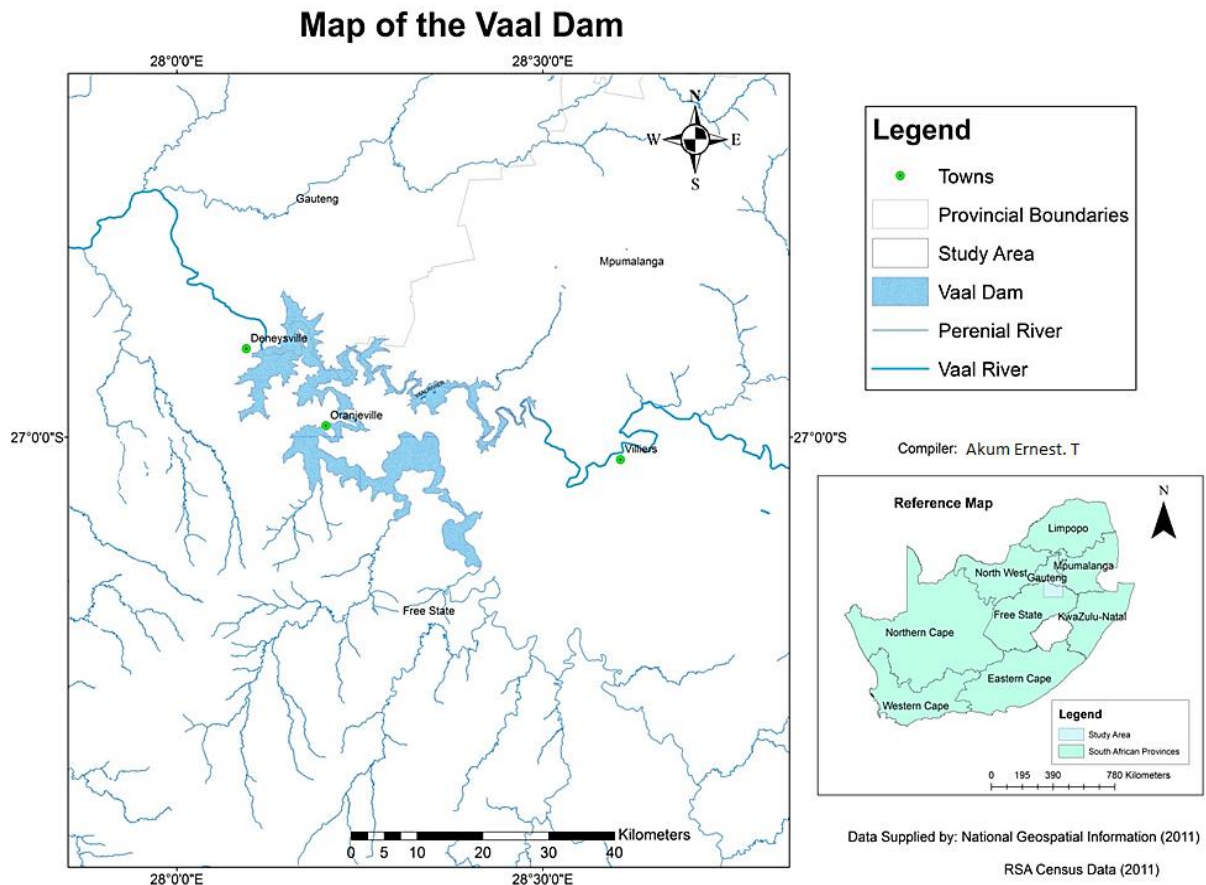 Map of the Vaal Dam
28°0'0"E
28°30'0"E
N
W
E
S
Gauteng
Mpumalanga
Deneysville
VAAL RIVER
Oranjeville
27°0'0"S
27°0'0"S
Villiers
Free State
Kilometers
0 5 10 20 30 40
28°0'0"E
28°30'0"E
Legend
Towns
Provincial Boundaries
Study Area
Vaal Dam
Perenial River
Vaal River
Compiler: Akum Ernest. T
Reference Map
N
Limpopo
North West
Mpumalanga
Gauteng
Free State
KwaZulu-Natal
Northern Cape
Eastern Cape
Western Cape
Legend
Study Area
South African Provinces
0 195 390 780 Kilometers
Data Supplied by: National Geospatial Information (2011)
RSA Census Data (2011)